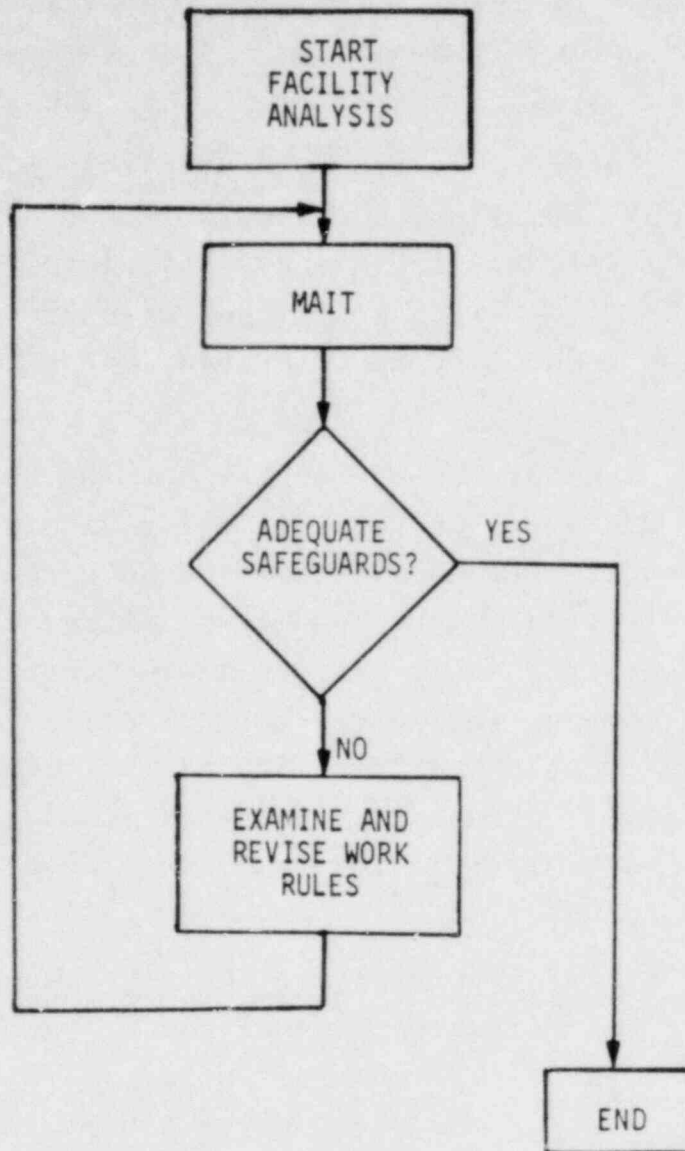 START
FACILITY
ANALYSIS
MAIT
ADEQUATE
SAFEGUARDS?
YES
NO
EXAMINE AND
REVISE WORK
RULES
END